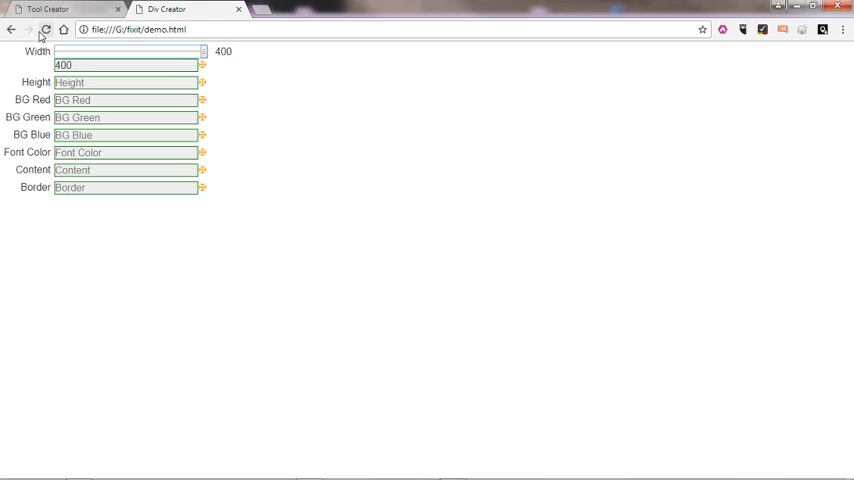 Tool Creator
Div Creator
file:///G:/fixit/demo.html
Width 400
400
Height Height
BG Red BG Red
BG Green BG Green
BG Blue BG Blue
Font Color Font Color
Content Content
Border Border